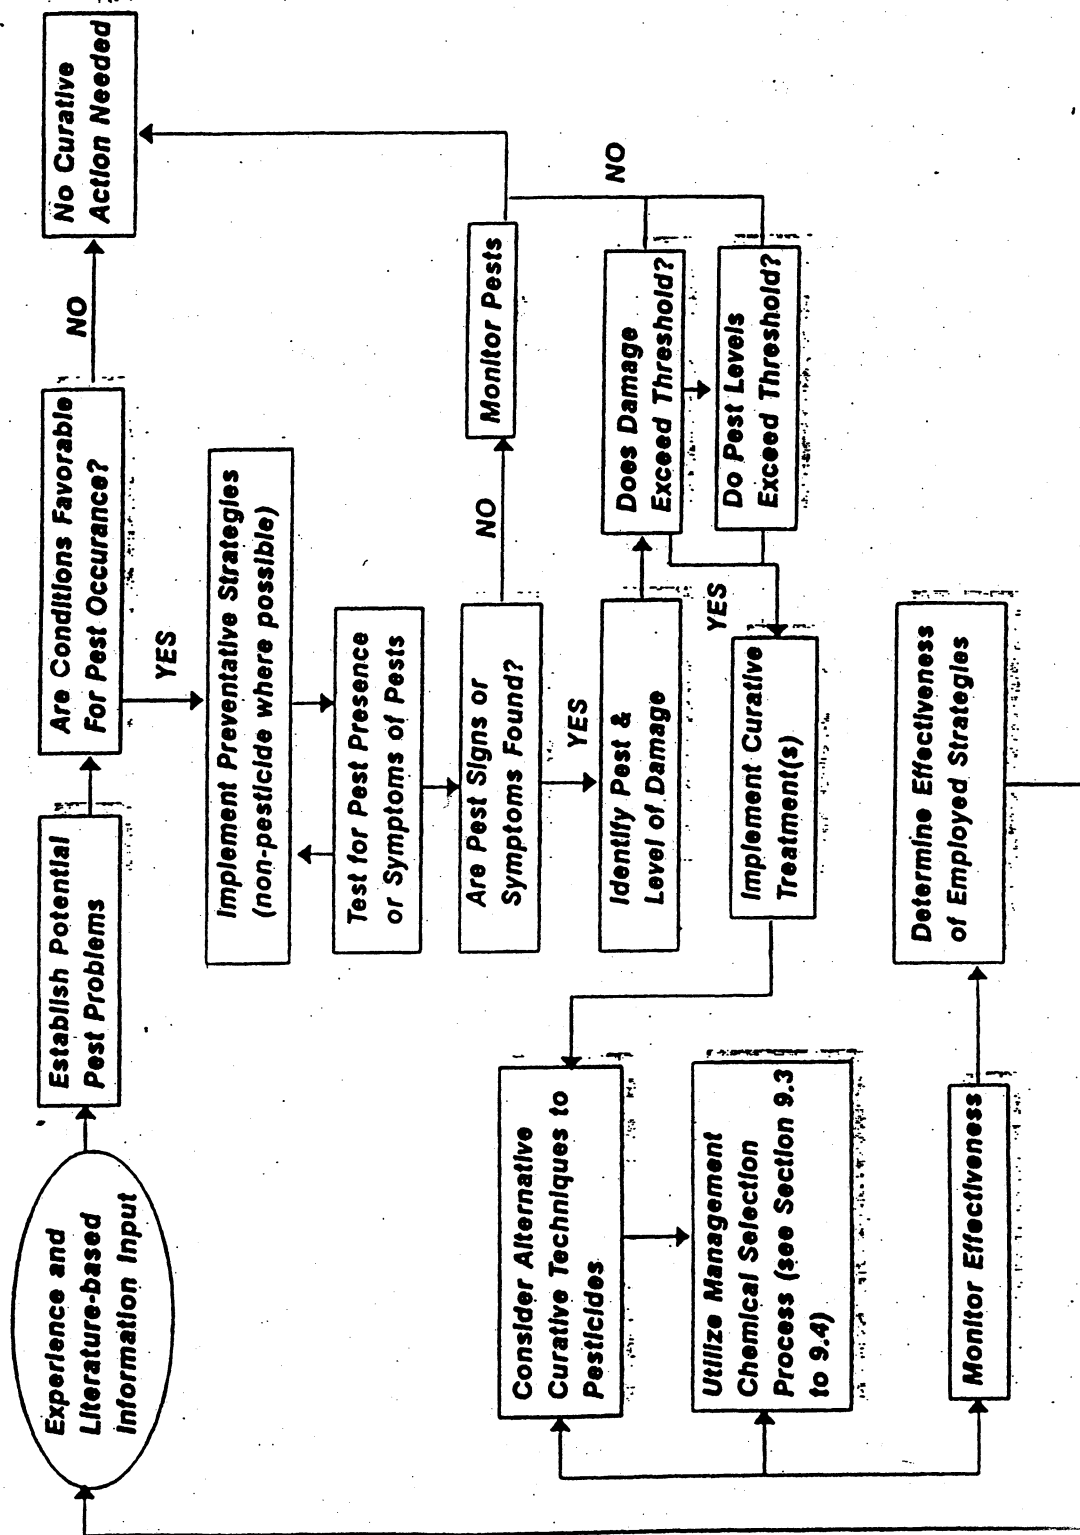 Experience and
Literature-based
Information Input
Establish Potential
Pest Problems
Are Conditions Favorable
For Pest Occurance?
NO
No Curative
Action Needed
YES
Implement Preventative Strategies
(non-pesticide where possible)
Test for Pest Presence
or Symptoms of Pests
Are Pest Signs or
Symptoms Found?
NO
Monitor Pests
YES
Identify Pest &
Level of Damage
Does Damage
Exceed Threshold?
NO
Do Pest Levels
Exceed Threshold?
YES
Implement Curative
Treatment(s)
Consider Alternative
Curative Techniques to
Pesticides
Utilize Management
Chemical Selection
Process (see Section 9.3
to 9.4)
Monitor Effectiveness
Determine Effectiveness
of Employed Strategies